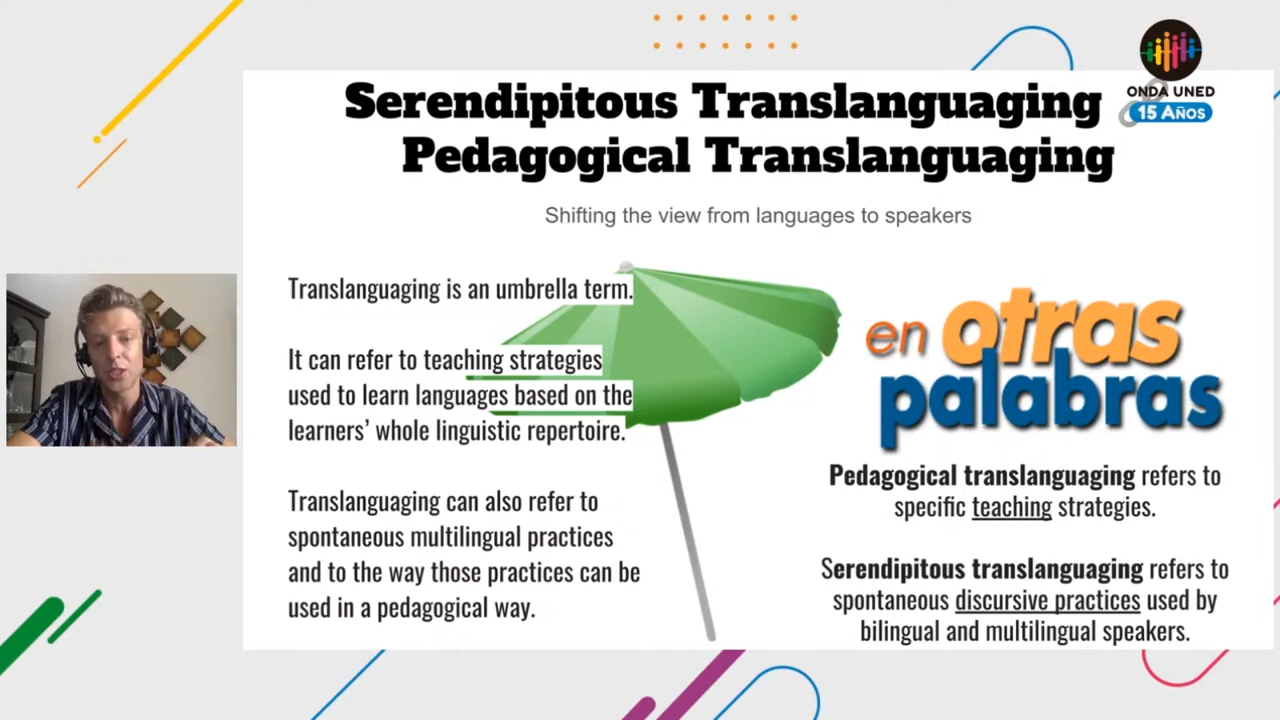 Serendipitous Translanguaging
Pedagogical Translanguaging
Shifting the view from languages to speakers
ONDA UNED
15 AÑOS
Translanguaging is an umbrella term.
It can refer to teaching strategies
used to learn languages based on the
learners’ whole linguistic repertoire.
Translanguaging can also refer to
spontaneous multilingual practices
and to the way those practices can be
used in a pedagogical way.
en otras
palabras
Pedagogical translanguaging refers to
specific teaching strategies.
Serendipitous translanguaging refers to
spontaneous discursive practices used by
bilingual and multilingual speakers.